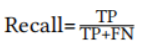 Recall= TP / TP+FN